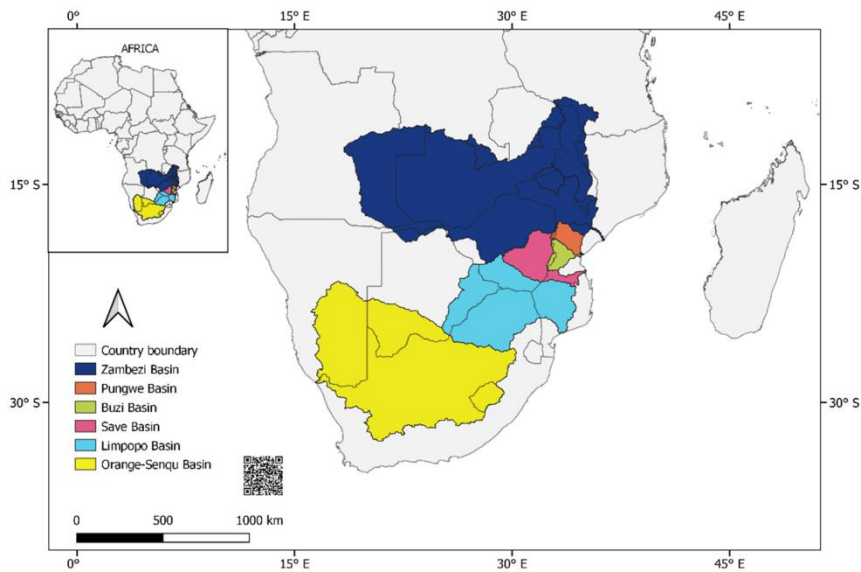 0°
15° E
30° E
45° E
AFRICA
15° S
15° S
Country boundary
Zambezi Basin
Pungwe Basin
Buzi Basin
Save Basin
Limpopo Basin
Orange-Senqu Basin
30° S
30° S
0
500
1000 km
0°
15° E
30° E
45° E